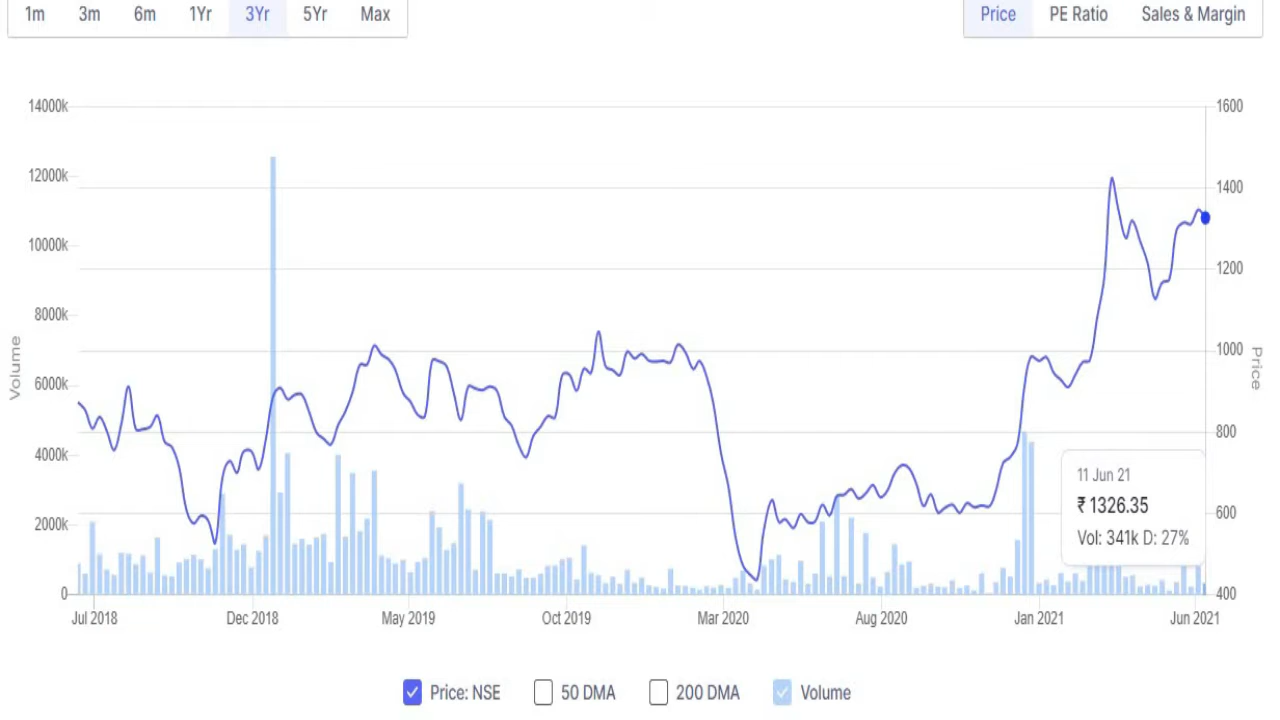 1m 3m 6m 1Yr 3Yr 5Yr Max Price PE Ratio Sales & Margin
14000k 1600
12000k 1400
10000k 1200
8000k 1000
6000k 800
4000k 600
2000k 400
0
Volume
Price
11 Jun 21
₹ 1326.35
Vol: 341k D: 27%
Jul 2018 Dec 2018 May 2019 Oct 2019 Mar 2020 Aug 2020 Jan 2021 Jun 2021
Price: NSE 50 DMA 200 DMA Volume